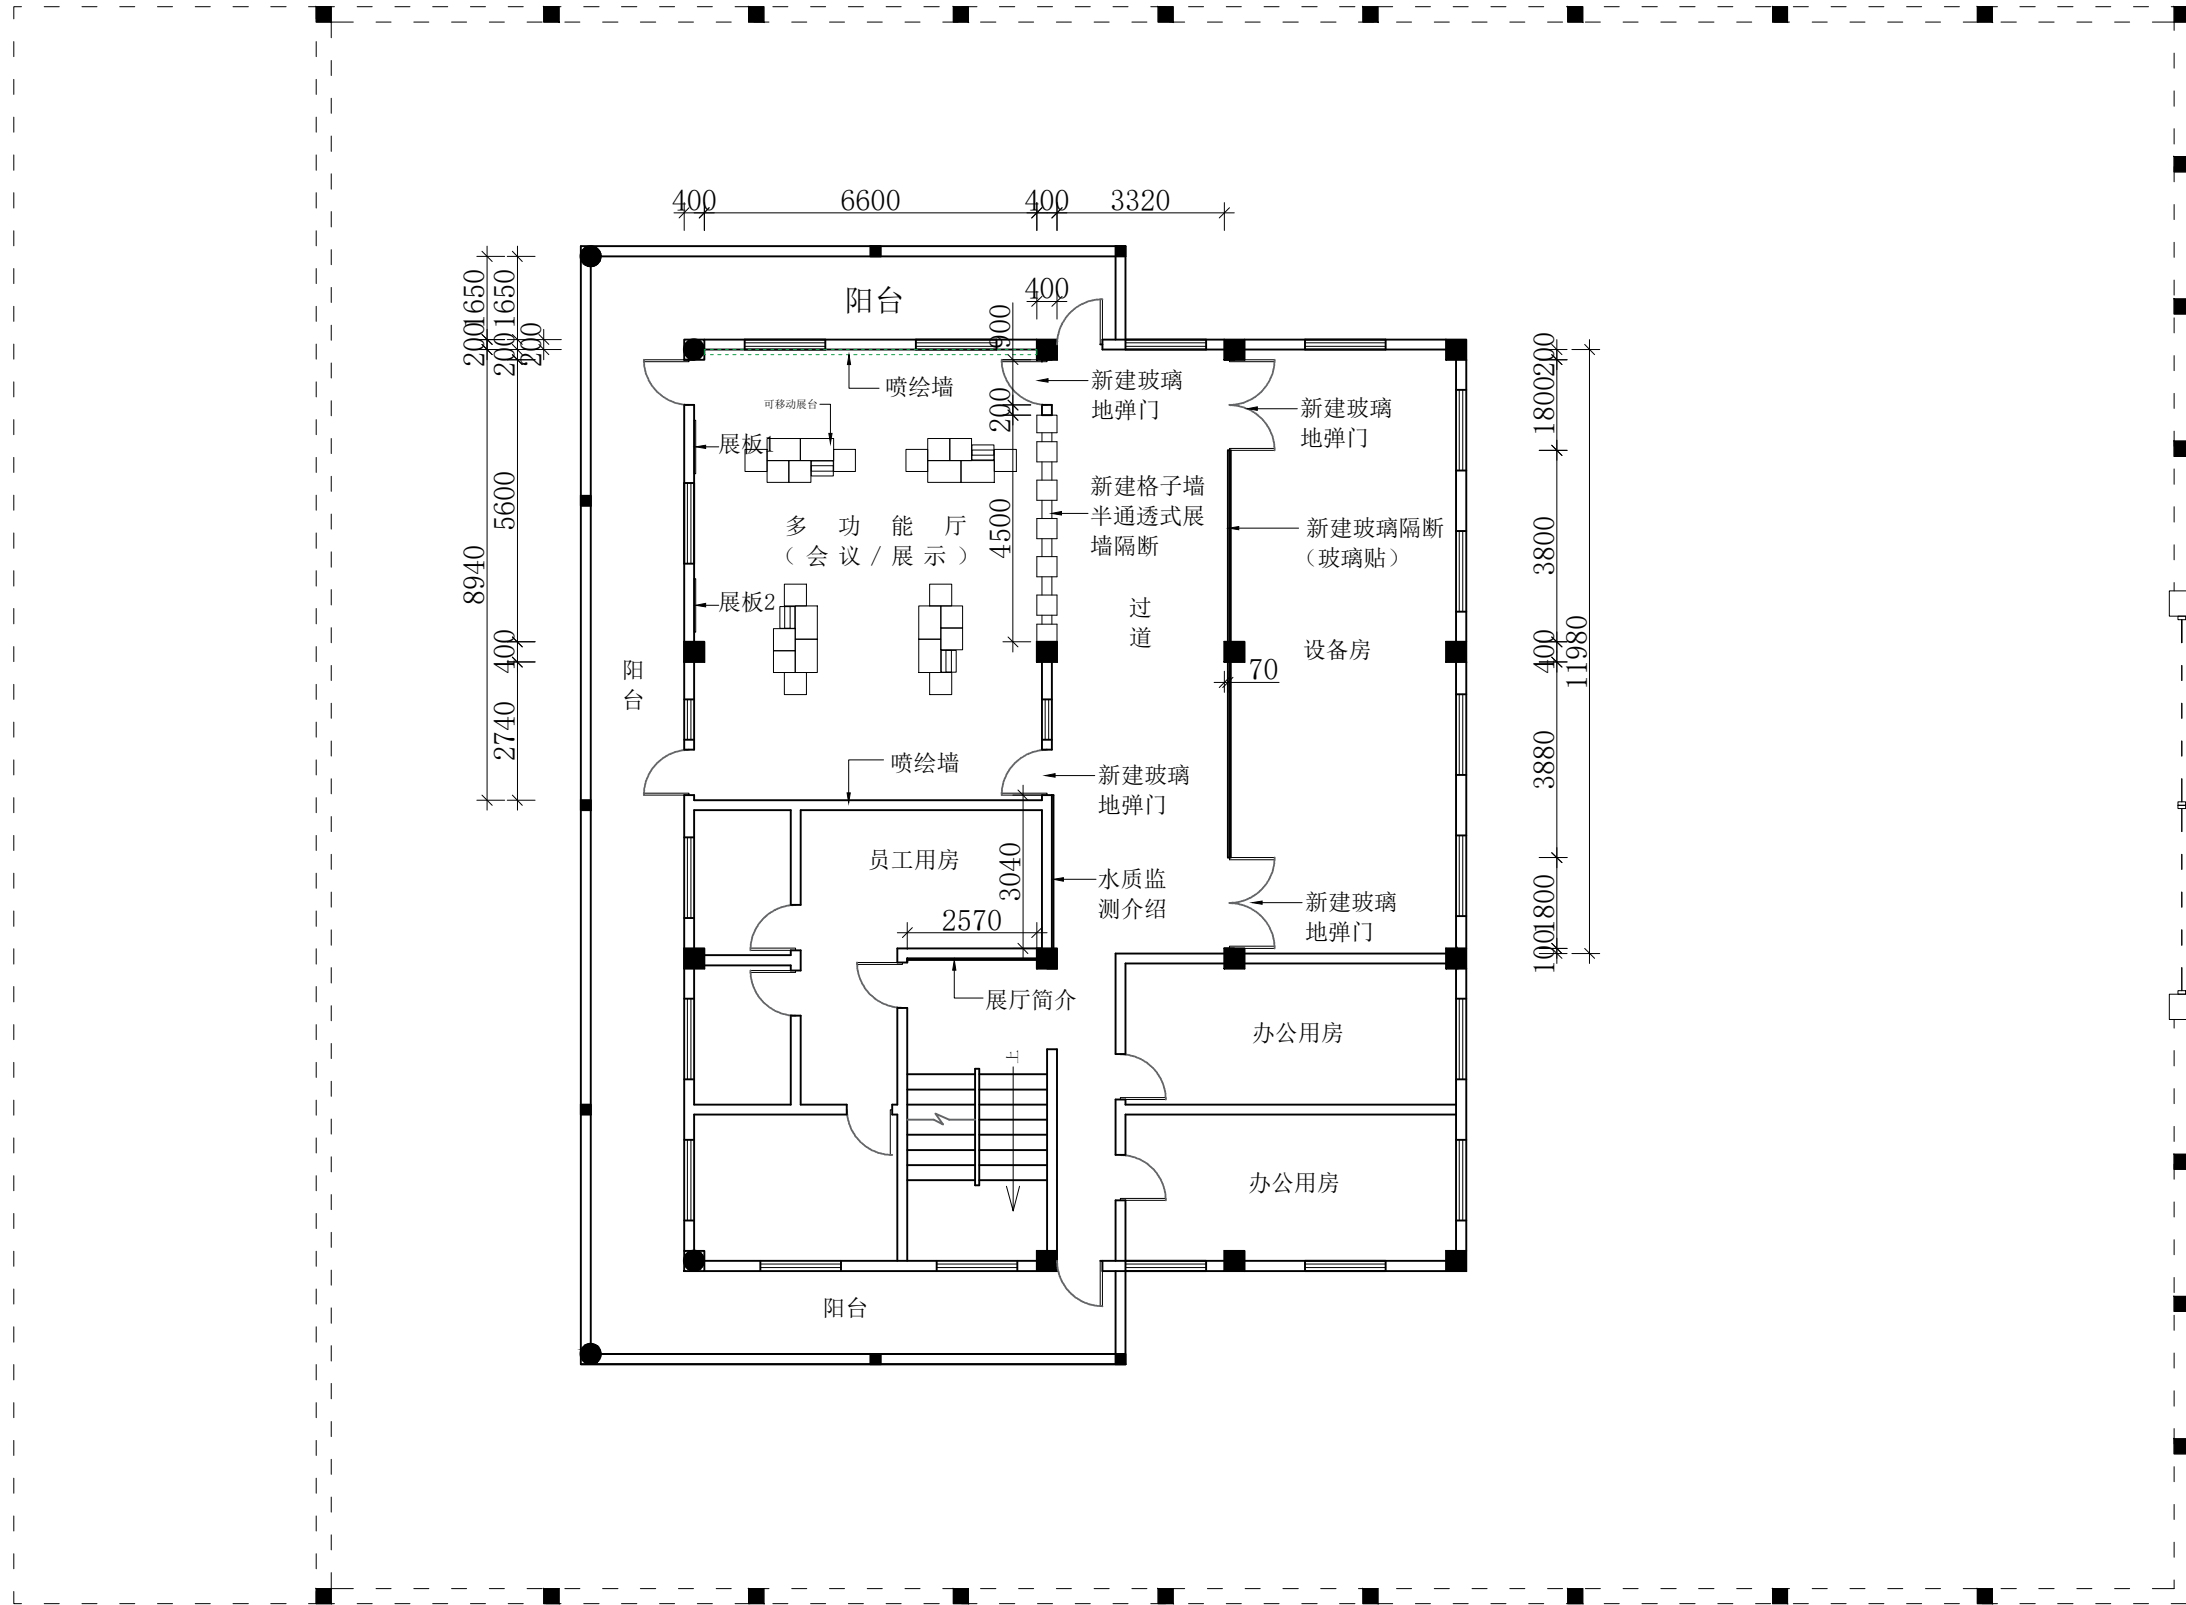 400
6600
400
3320
阳台
400
1650
1650
200
200
200
900
200
喷绘墙
新建玻璃
地弹门
新建玻璃
地弹门
可移动展台
展板1
200
1800
5600
8940
4500
多功能厅
（会议/展示）
新建格子墙
半通透式展
墙隔断
新建玻璃隔断
（玻璃贴）
3800
展板2
过
道
阳
台
400
设备房
400
11980
70
2740
喷绘墙
新建玻璃
地弹门
3880
员工用房
3040
水质监
测介绍
2570
新建玻璃
地弹门
1800
100
展厅简介
办公用房
上
办公用房
阳台